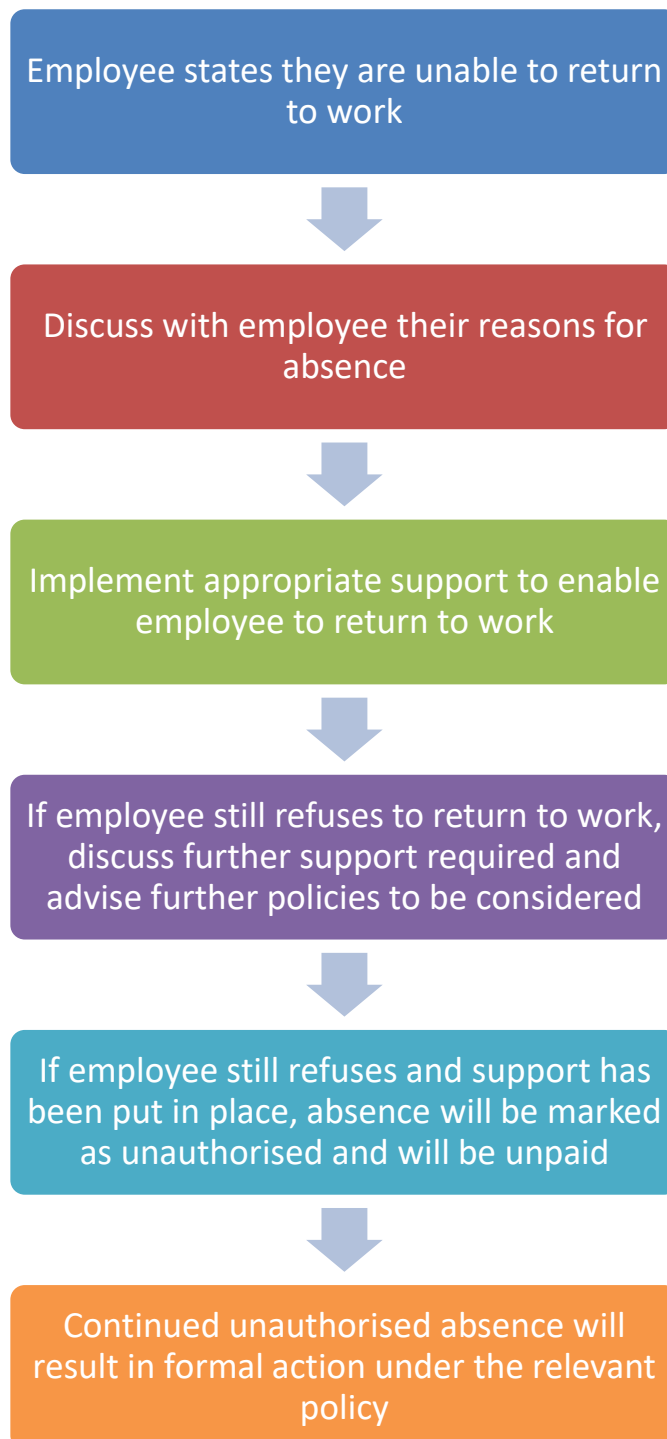 Employee states they are unable to return
to work
Discuss with employee their reasons for
absence
Implement appropriate support to enable
employee to return to work
If employee still refuses to return to work,
discuss further support required and
advise further policies to be considered
If employee still refuses and support has
been put in place, absence will be marked
as unauthorised and will be unpaid
Continued unauthorised absence will
result in formal action under the relevant
policy